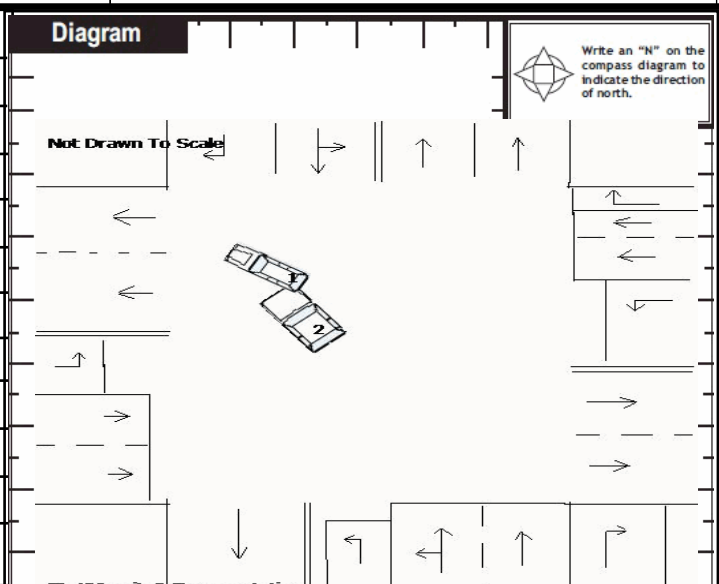 Diagram
Write an “N” on the
compass diagram to
indicate the direction
of north.
Not Drawn To Scale
1
2